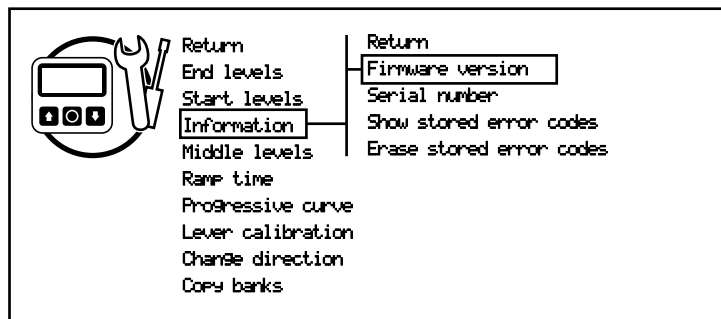 Return
End levels
Start levels
Information
Middle levels
Ramp time
Progressive curve
Lever calibration
Change direction
Copy banks
Return
Firmware version
Serial number
Show stored error codes
Erase stored error codes